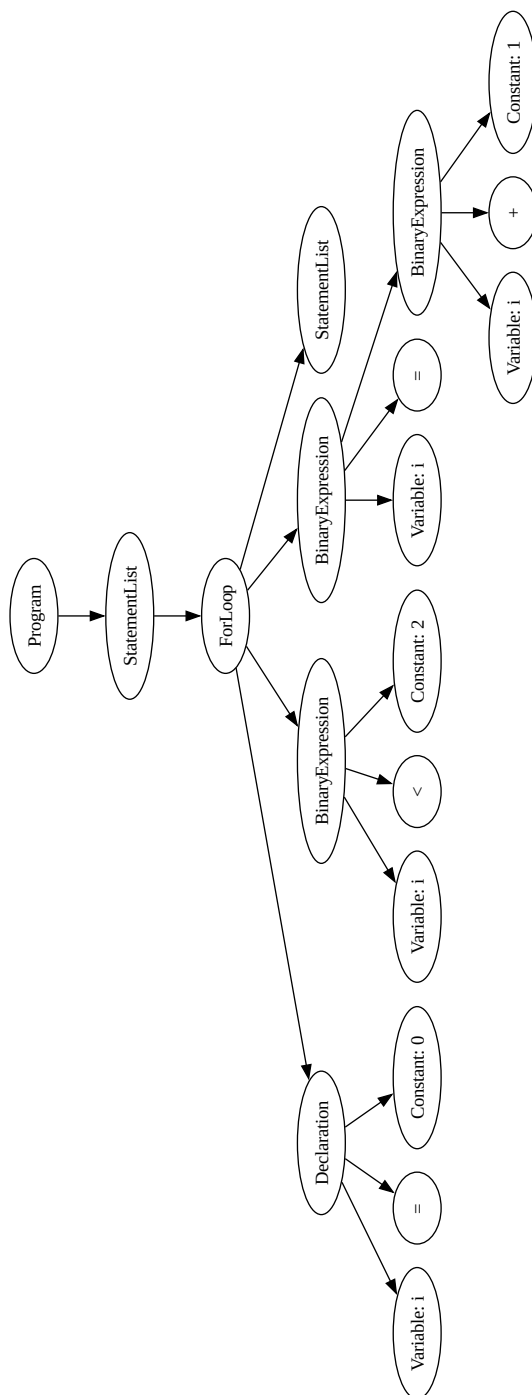 Program
StatementList
ForLoop
Declaration
BinaryExpression
BinaryExpression
StatementList
Variable: i
=
Constant: 0
Variable: i
<
Constant: 2
Variable: i
=
BinaryExpression
Variable: i
+
Constant: 1